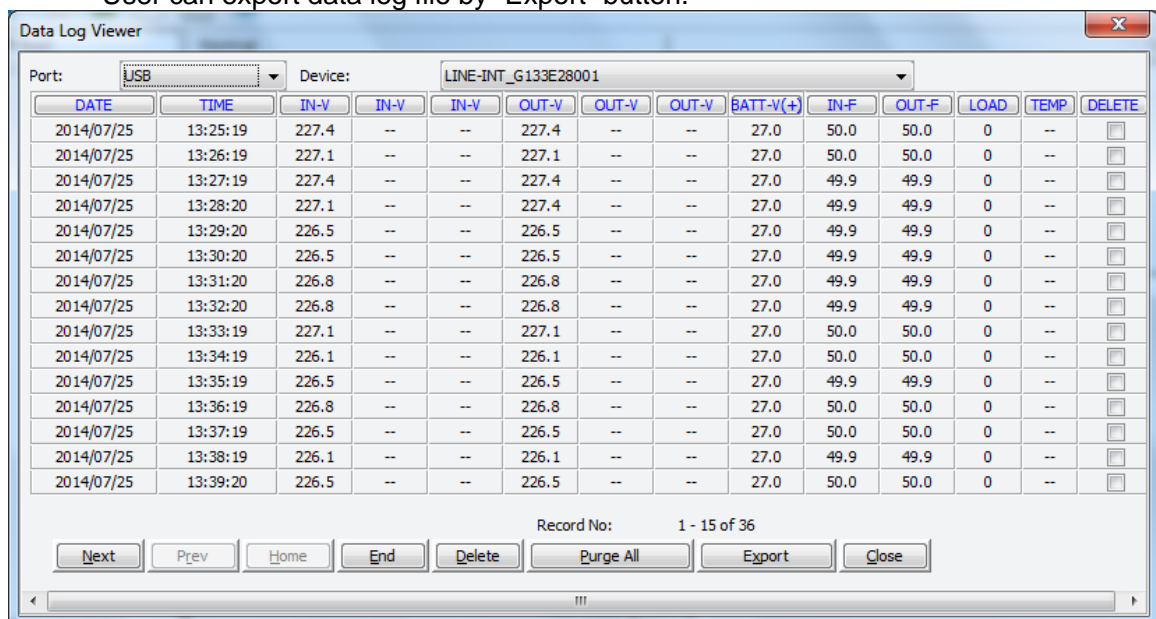 User can export data log file by "Export" button.
Data Log Viewer
Port: USB Device: LINE-INT_G133E28001
DATE TIME IN-V IN-V IN-V OUT-V OUT-V OUT-V BATT-V(+) IN-F OUT-F LOAD TEMP DELETE
2014/07/25 13:25:19 227.4 -- -- 227.4 -- -- 27.0 50.0 50.0 0 --
2014/07/25 13:26:19 227.1 -- -- 227.1 -- -- 27.0 50.0 50.0 0 --
2014/07/25 13:27:19 227.4 -- -- 227.4 -- -- 27.0 49.9 49.9 0 --
2014/07/25 13:28:20 227.1 -- -- 227.4 -- -- 27.0 49.9 49.9 0 --
2014/07/25 13:29:20 226.5 -- -- 226.5 -- -- 27.0 49.9 49.9 0 --
2014/07/25 13:30:20 226.5 -- -- 226.5 -- -- 27.0 49.9 49.9 0 --
2014/07/25 13:31:20 226.8 -- -- 226.8 -- -- 27.0 49.9 49.9 0 --
2014/07/25 13:32:20 226.8 -- -- 226.8 -- -- 27.0 49.9 49.9 0 --
2014/07/25 13:33:19 227.1 -- -- 227.1 -- -- 27.0 50.0 50.0 0 --
2014/07/25 13:34:19 226.1 -- -- 226.1 -- -- 27.0 50.0 50.0 0 --
2014/07/25 13:35:19 226.5 -- -- 226.5 -- -- 27.0 49.9 49.9 0 --
2014/07/25 13:36:19 226.8 -- -- 226.8 -- -- 27.0 50.0 50.0 0 --
2014/07/25 13:37:19 226.5 -- -- 226.5 -- -- 27.0 50.0 50.0 0 --
2014/07/25 13:38:19 226.1 -- -- 226.1 -- -- 27.0 49.9 49.9 0 --
2014/07/25 13:39:20 226.5 -- -- 226.5 -- -- 27.0 50.0 50.0 0 --
Record No: 1 - 15 of 36
Next Prev Home End Delete Purge All Export Close